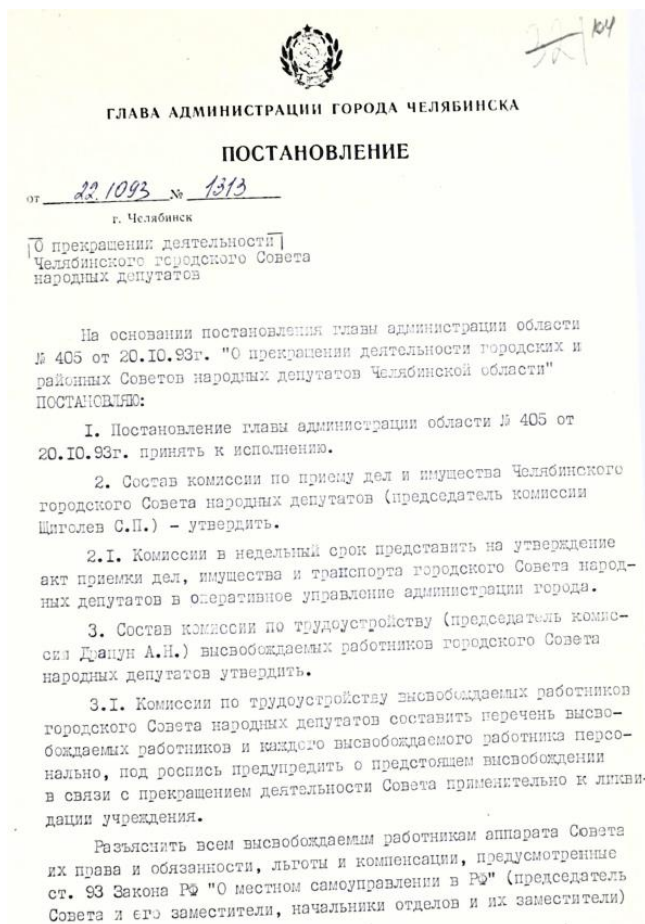 104
ГЛАВА АДМИНИСТРАЦИИ ГОРОДА ЧЕЛЯБИНСКА
ПОСТАНОВЛЕНИЕ
от 22.1093 № 1313
г. Челябинск
О прекращении деятельности
Челябинского городского Совета
народных депутатов
На основании постановления главы администрации области
№ 405 от 20.10.93г. "О прекращении деятельности городских и
районных Советов народных депутатов Челябинской области"
ПОСТАНОВЛЯЮ:
I. Постановление главы администрации области № 405 от
20.10.93г. принять к исполнению.
2. Состав комиссии по приему дел и имущества Челябинского
городского Совета народных депутатов (председатель комиссии
Щиголев С.П.) - утвердить.
2.I. Комиссии в недельный срок представить на утверждение
акт приемки дел, имущества и транспорта городского Совета народ-
ных депутатов в оперативное управление администрации города.
3. Состав комиссии по трудоустройству (председатель комис-
сии Драпун А.Н.) высвобождаемых работников городского Совета
народных депутатов утвердить.
3.I. Комиссии по трудоустройству высвобождаемых работников
городского Совета народных депутатов составить перечень высво-
бождаемых работников и каждого высвобождаемого работника персо-
нально, под роспись предупредить о предстоящем высвобождении
в связи с прекращением деятельности Совета применительно к ликви-
дации учреждения.
Разъяснить всем высвобождаемым работникам аппарата Совета
их права и обязанности, льготы и компенсации, предусмотренные
ст. 93 Закона РФ "О местном самоуправлении в РФ" (председатель
Совета и его заместители, начальники отделов и их заместители)